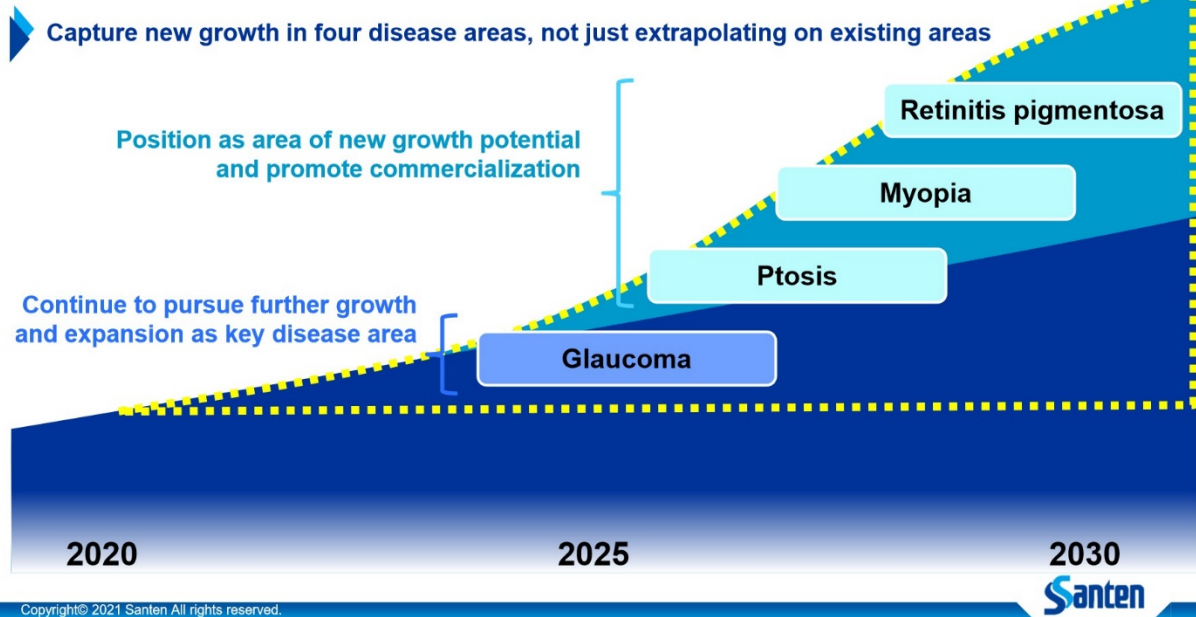 Capture new growth in four disease areas, not just extrapolating on existing areas
Retinitis pigmentosa
Position as area of new growth potential
and promote commercialization
Myopia
Ptosis
Continue to pursue further growth
and expansion as key disease area
Glaucoma
2020
2025
2030
Copyright© 2021 Santen All rights reserved.
Santen